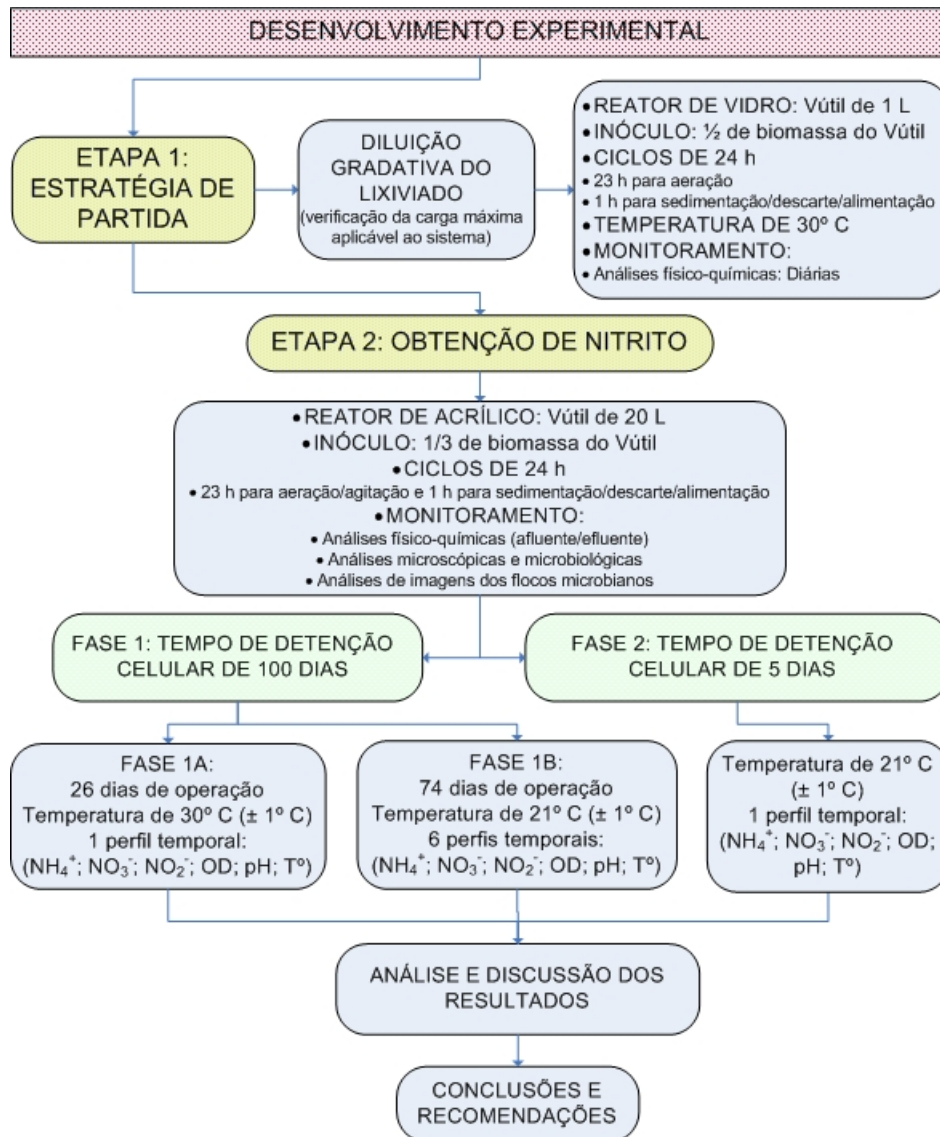 DESENVOLVIMENTO EXPERIMENTAL
ETAPA 1:
ESTRATÉGIA DE
PARTIDA
DILUIÇÃO
GRADATIVA DO
LIXIVIADO
(verificação da carga máxima
aplicável ao sistema)
• REATOR DE VIDRO: Vútil de 1 L
• INÓCULO: ½ de biomassa do Vútil
• CICLOS DE 24 h
• 23 h para aeração
• 1 h para sedimentação/descarte/alimentação
• TEMPERATURA DE 30º C
• MONITORAMENTO:
• Análises físico-químicas: Diárias
ETAPA 2: OBTENÇÃO DE NITRITO
• REATOR DE ACRÍLICO: Vútil de 20 L
• INÓCULO: 1/3 de biomassa do Vútil
• CICLOS DE 24 h
• 23 h para aeração/agitação e 1 h para sedimentação/descarte/alimentação
• MONITORAMENTO:
• Análises físico-químicas (afluente/efluente)
• Análises microscópicas e microbiológicas
• Análises de imagens dos flocos microbianos
FASE 1: TEMPO DE DETENÇÃO
CELULAR DE 100 DIAS
FASE 2: TEMPO DE DETENÇÃO
CELULAR DE 5 DIAS
FASE 1A:
26 dias de operação
Temperatura de 30º C (± 1º C)
1 perfil temporal:
(NH₄⁺; NO₃⁻; NO₂⁻; OD; pH; Tº)
FASE 1B:
74 dias de operação
Temperatura de 21º C (± 1º C)
6 perfis temporais:
(NH₄⁺; NO₃⁻; NO₂⁻; OD; pH; Tº)
Temperatura de 21º C
(± 1º C)
1 perfil temporal:
(NH₄⁺; NO₃⁻; NO₂⁻; OD;
pH; Tº)
ANÁLISE E DISCUSSÃO DOS
RESULTADOS
CONCLUSÕES E
RECOMENDAÇÕES